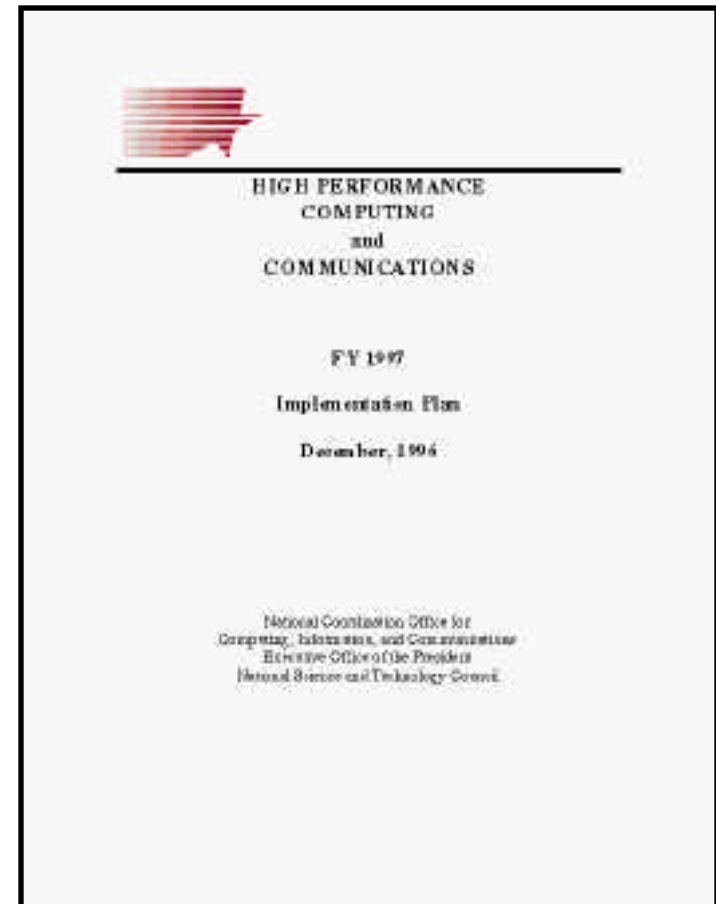 HIGH PERFORMANCE
COMPUTING
and
COMMUNICATIONS
FY 1997
Implementation Plan
December, 1996
National Coordination Office for
Computing, Information, and Communications
Executive Office of the President
National Science and Technology Council